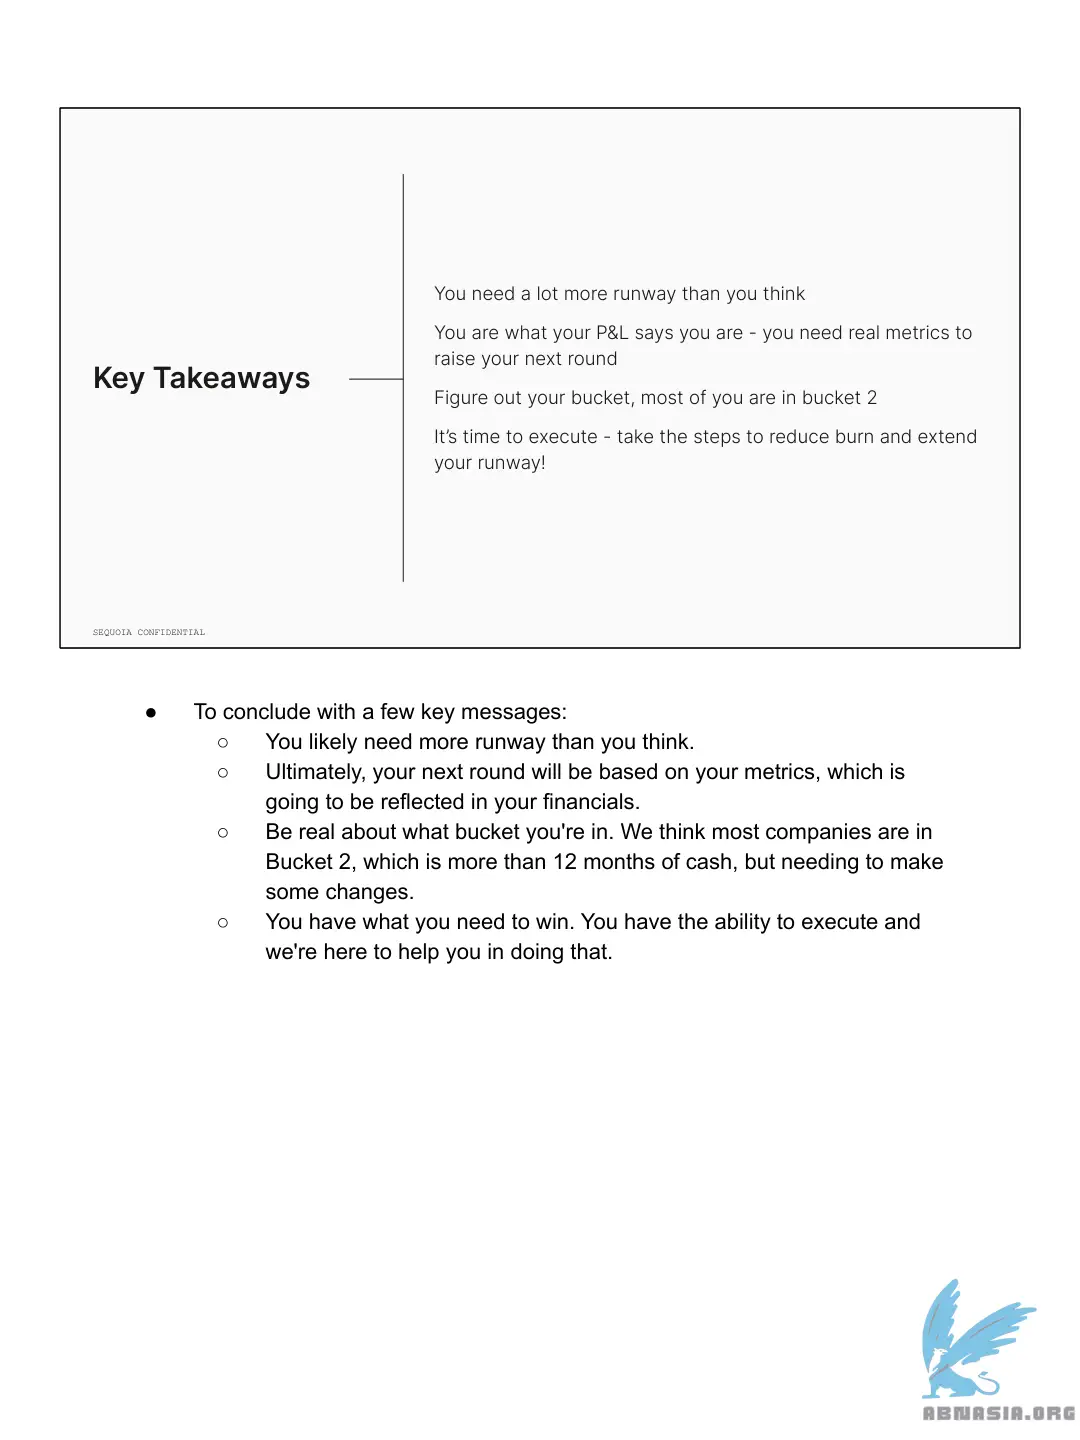 Key Takeaways
You need a lot more runway than you think
You are what your P&L says you are - you need real metrics to
raise your next round
Figure out your bucket, most of you are in bucket 2
It’s time to execute - take the steps to reduce burn and extend
your runway!
SEQUOIA CONFIDENTIAL
● To conclude with a few key messages:
○ You likely need more runway than you think.
○ Ultimately, your next round will be based on your metrics, which is
going to be reflected in your financials.
○ Be real about what bucket you're in. We think most companies are in
Bucket 2, which is more than 12 months of cash, but needing to make
some changes.
○ You have what you need to win. You have the ability to execute and
we're here to help you in doing that.
ABNASIA.ORG